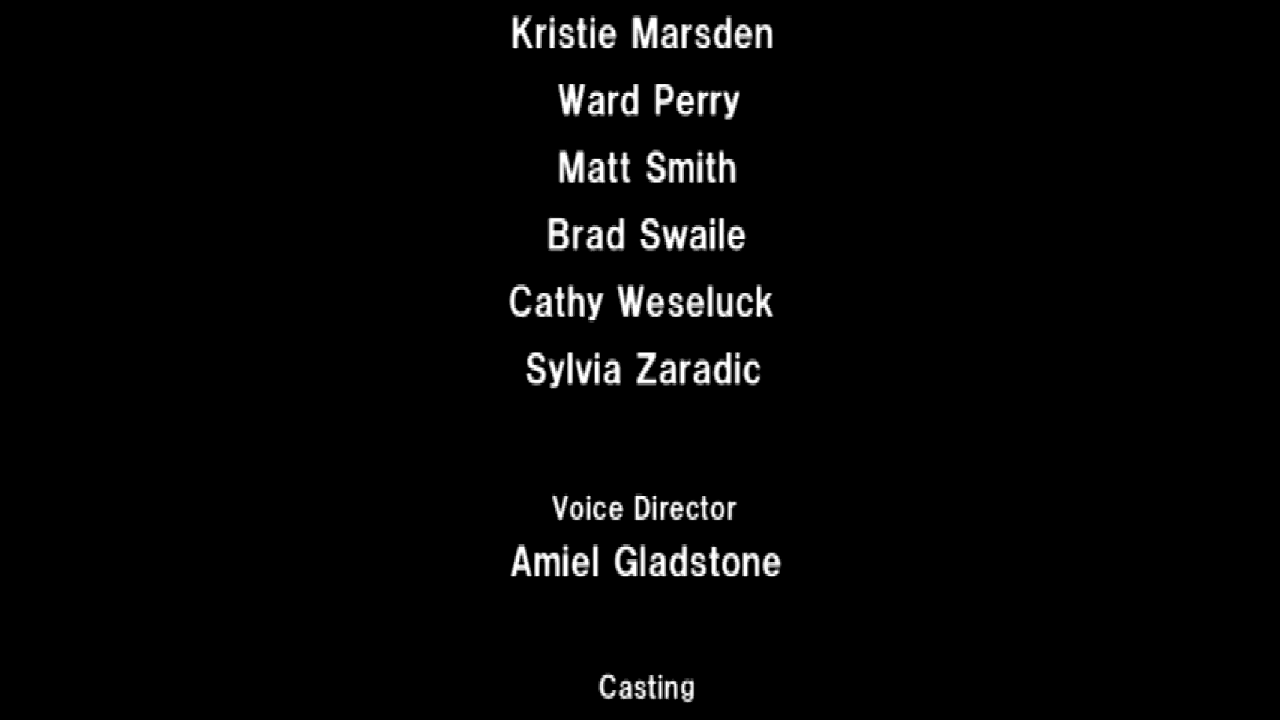 Kristie Marsden
Ward Perry
Matt Smith
Brad Swaile
Cathy Weseluck
Sylvia Zaradic
Voice Director
Amiel Gladstone
Casting